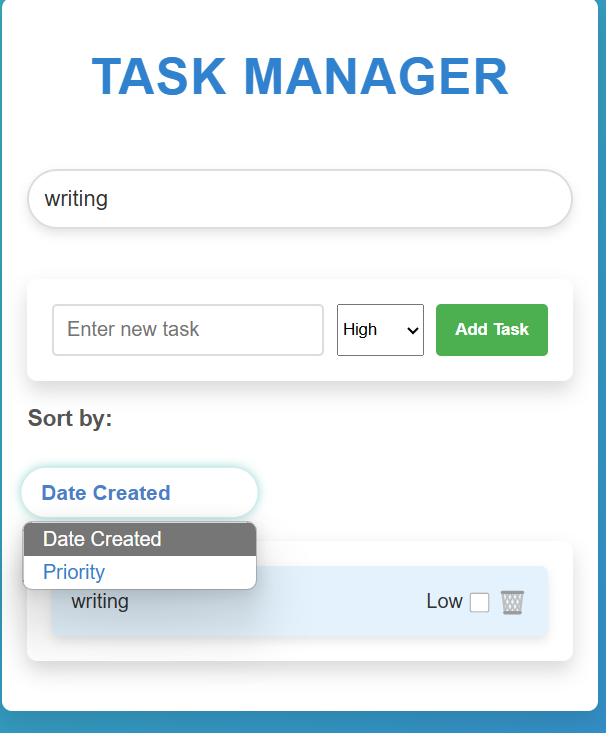 TASK MANAGER
writing
Enter new task High Add Task
Sort by:
Date Created
Date Created
Priority
writing Low